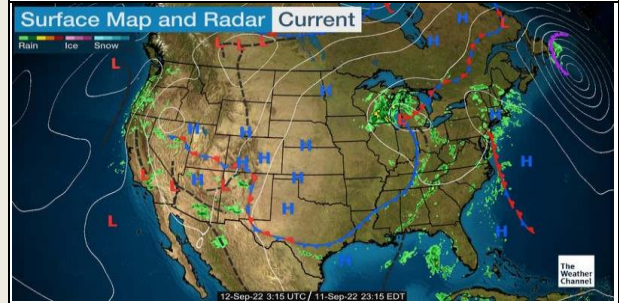 Surface Map and Radar Current
Rain Ice Snow
H
L
H
L
L
L
L
L
H
H
H
H
L
H
H
H
H
H
H
L
L
L
H
H
L
H
H
H
The
Weather
Channel
12-Sep-22 3:15 UTC / 11-Sep-22 23:15 EDT